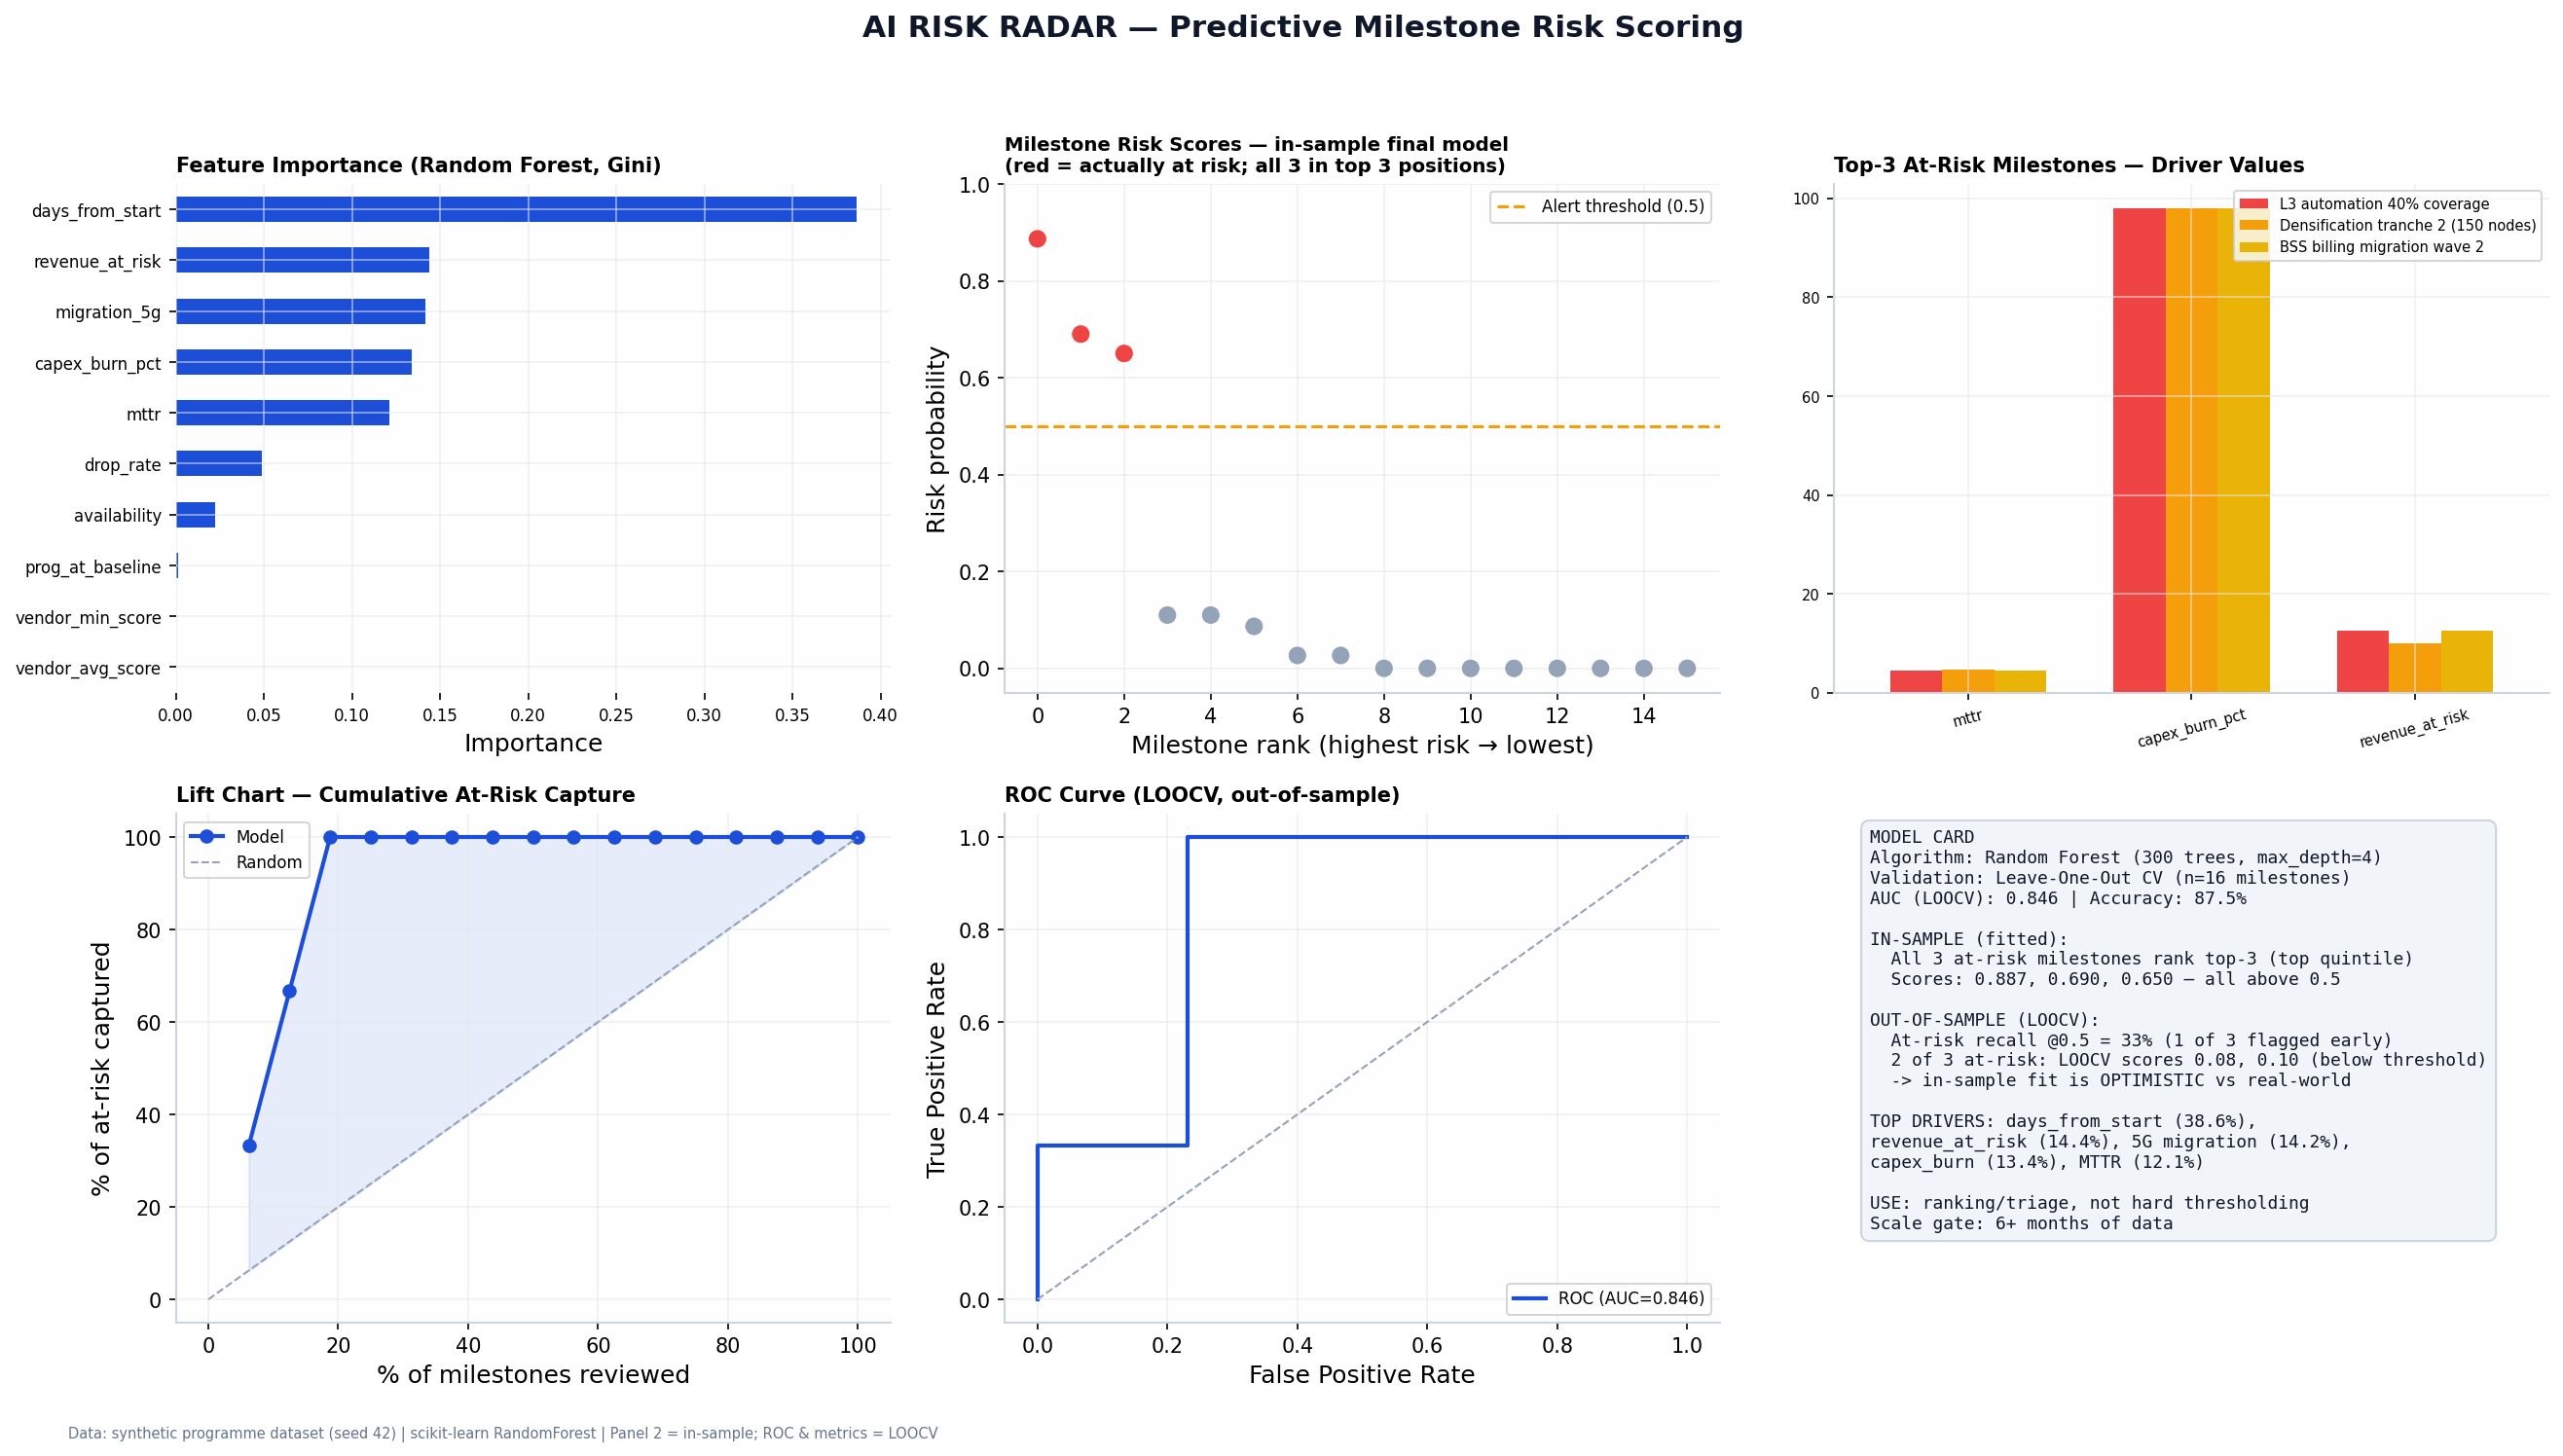 AI RISK RADAR — Predictive Milestone Risk Scoring
Feature Importance (Random Forest, Gini)
days_from_start
revenue_at_risk
migration_5g
capex_burn_pct
mttr
drop_rate
availability
prog_at_baseline
vendor_min_score
vendor_avg_score
0.00 0.05 0.10 0.15 0.20 0.25 0.30 0.35 0.40
Importance
Milestone Risk Scores — in-sample final model
(red = actually at risk; all 3 in top 3 positions)
Alert threshold (0.5)
Risk probability
1.0
0.8
0.6
0.4
0.2
0.0
0 2 4 6 8 10 12 14
Milestone rank (highest risk → lowest)
Top-3 At-Risk Milestones — Driver Values
L3 automation 40% coverage
Densification tranche 2 (150 nodes)
BSS billing migration wave 2
100
80
60
40
20
0
mttr capex_burn_pct revenue_at_risk
Lift Chart — Cumulative At-Risk Capture
Model
Random
% of at-risk captured
100
80
60
40
20
0
0 20 40 60 80 100
% of milestones reviewed
ROC Curve (LOOCV, out-of-sample)
True Positive Rate
1.0
0.8
0.6
0.4
0.2
0.0
ROC (AUC=0.846)
0.0 0.2 0.4 0.6 0.8 1.0
False Positive Rate
MODEL CARD
Algorithm: Random Forest (300 trees, max_depth=4)
Validation: Leave-One-Out CV (n=16 milestones)
AUC (LOOCV): 0.846 | Accuracy: 87.5%
IN-SAMPLE (fitted):
All 3 at-risk milestones rank top-3 (top quintile)
Scores: 0.887, 0.690, 0.650 — all above 0.5
OUT-OF-SAMPLE (LOOCV):
At-risk recall @0.5 = 33% (1 of 3 flagged early)
2 of 3 at-risk: LOOCV scores 0.08, 0.10 (below threshold)
-> in-sample fit is OPTIMISTIC vs real-world
TOP DRIVERS: days_from_start (38.6%),
revenue_at_risk (14.4%), 5G migration (14.2%),
capex_burn (13.4%), MTTR (12.1%)
USE: ranking/triage, not hard thresholding
Scale gate: 6+ months of data
Data: synthetic programme dataset (seed 42) | scikit-learn RandomForest | Panel 2 = in-sample; ROC & metrics = LOOCV